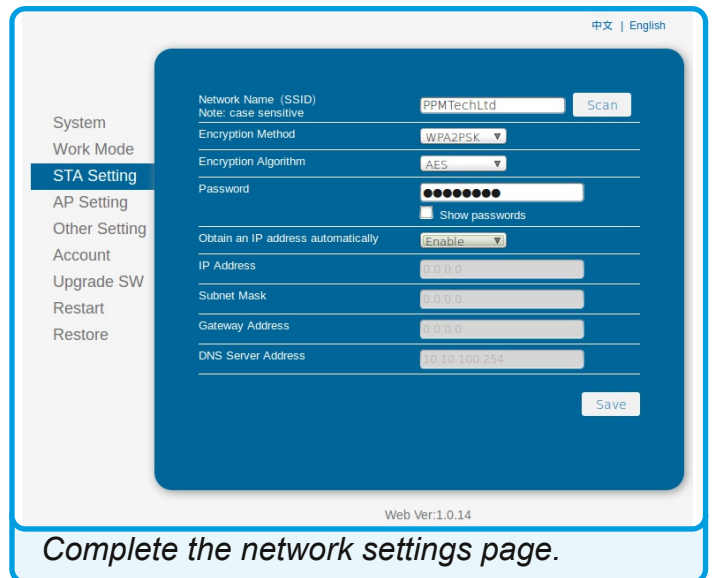 中文 | English
System
Work Mode
STA Setting
AP Setting
Other Setting
Account
Upgrade SW
Restart
Restore
Network Name (SSID)
Note: case sensitive
PPMTechLtd
Scan
Encryption Method
WPA2PSK
Encryption Algorithm
AES
Password
Show passwords
Obtain an IP address automatically
Enable
IP Address
0.0.0.0
Subnet Mask
0.0.0.0
Gateway Address
0.0.0.0
DNS Server Address
10.10.100.254
Save
Web Ver:1.0.14
Complete the network settings page.